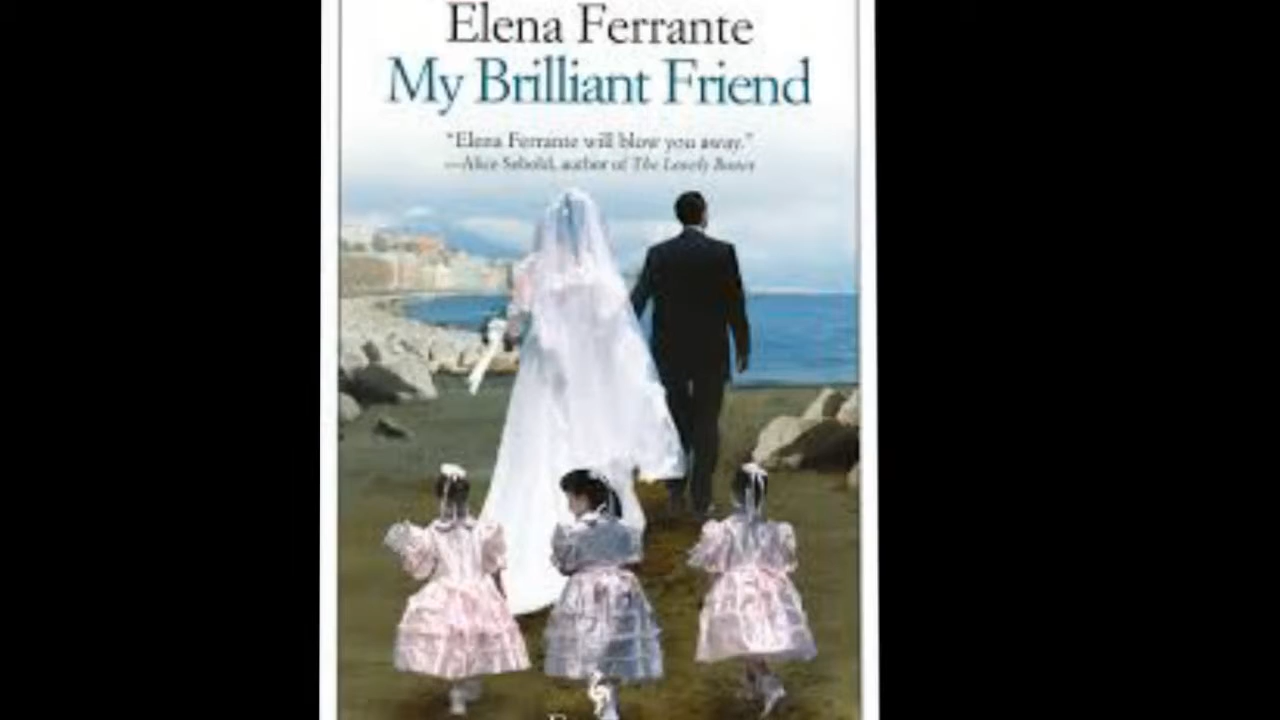 Elena Ferrante
My Brilliant Friend
"Elena Ferrante will blow you away."
—Alice Sebold, author of The Lovely Bones